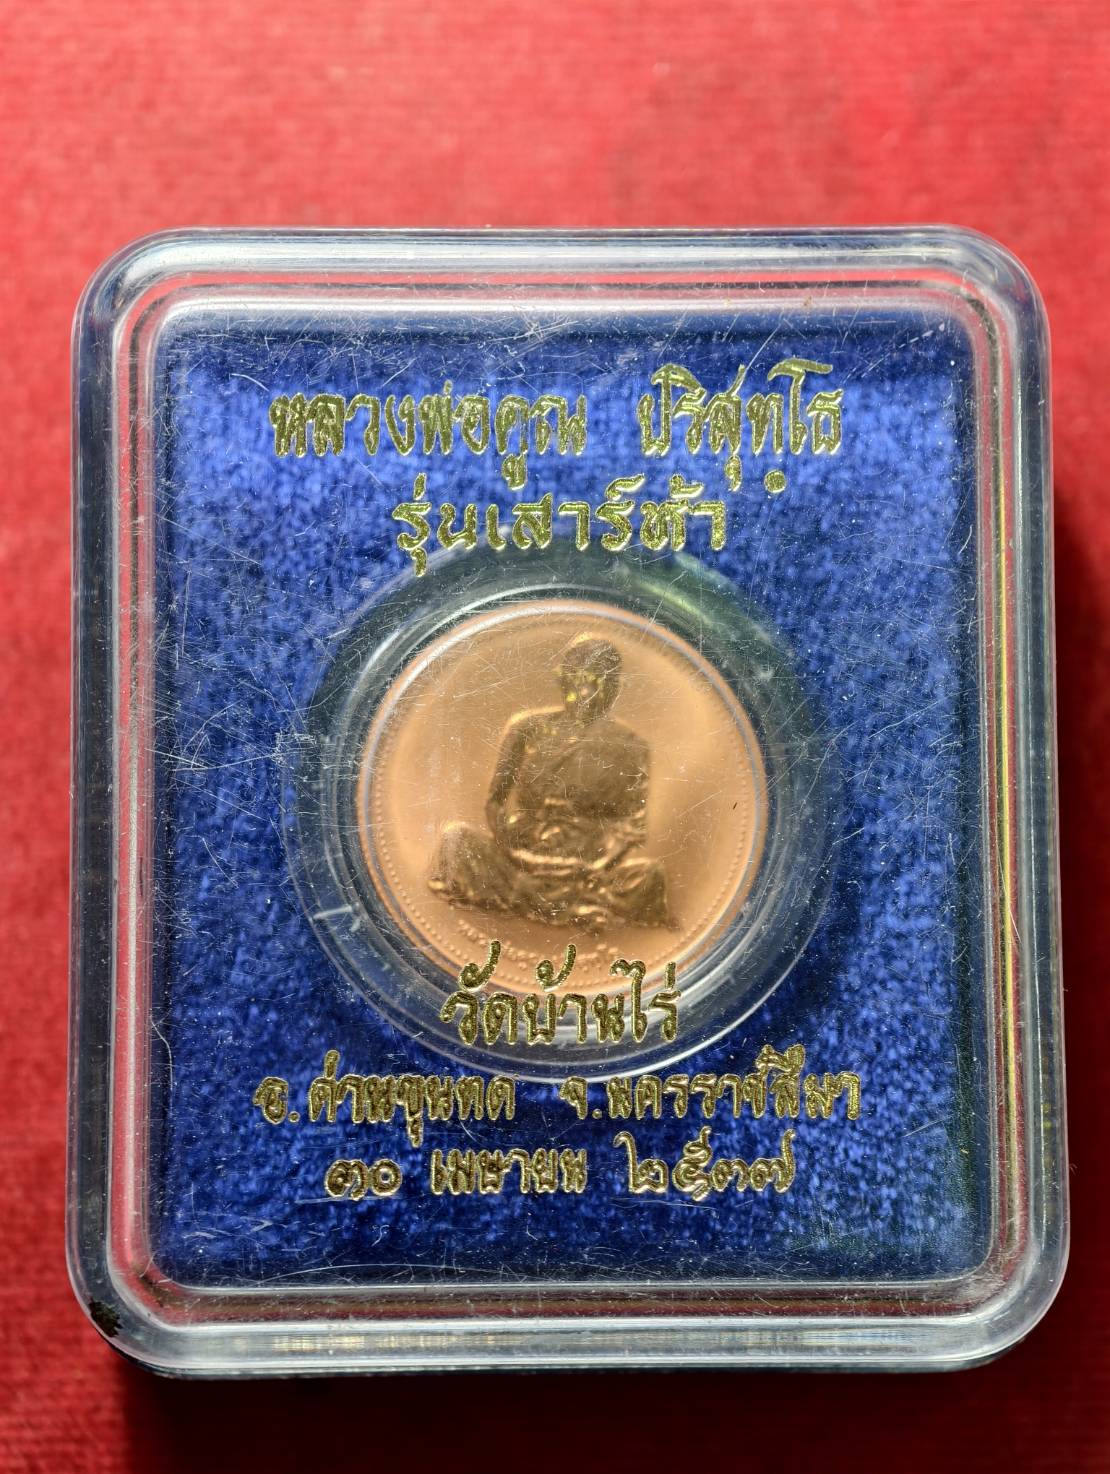 หลวงพ่อคูณ ปริสุทฺโธ
รุ่นเสาร์ห้า
วัดบ้านไร่
อ.ด่านขุนทด จ.นครราชสีมา
๓๐ เมษายน ๒๕๓๗